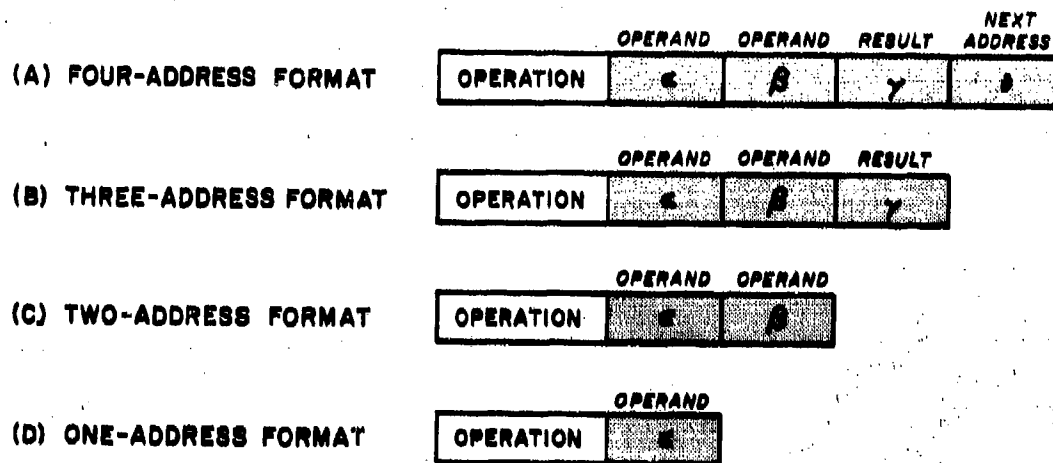 NEXT
OPERAND OPERAND RESULT ADDRESS
(A) FOUR-ADDRESS FORMAT OPERATION α β γ
OPERAND OPERAND RESULT
(B) THREE-ADDRESS FORMAT OPERATION α β γ
OPERAND OPERAND
(C) TWO-ADDRESS FORMAT OPERATION α β
OPERAND
(D) ONE-ADDRESS FORMAT OPERATION α